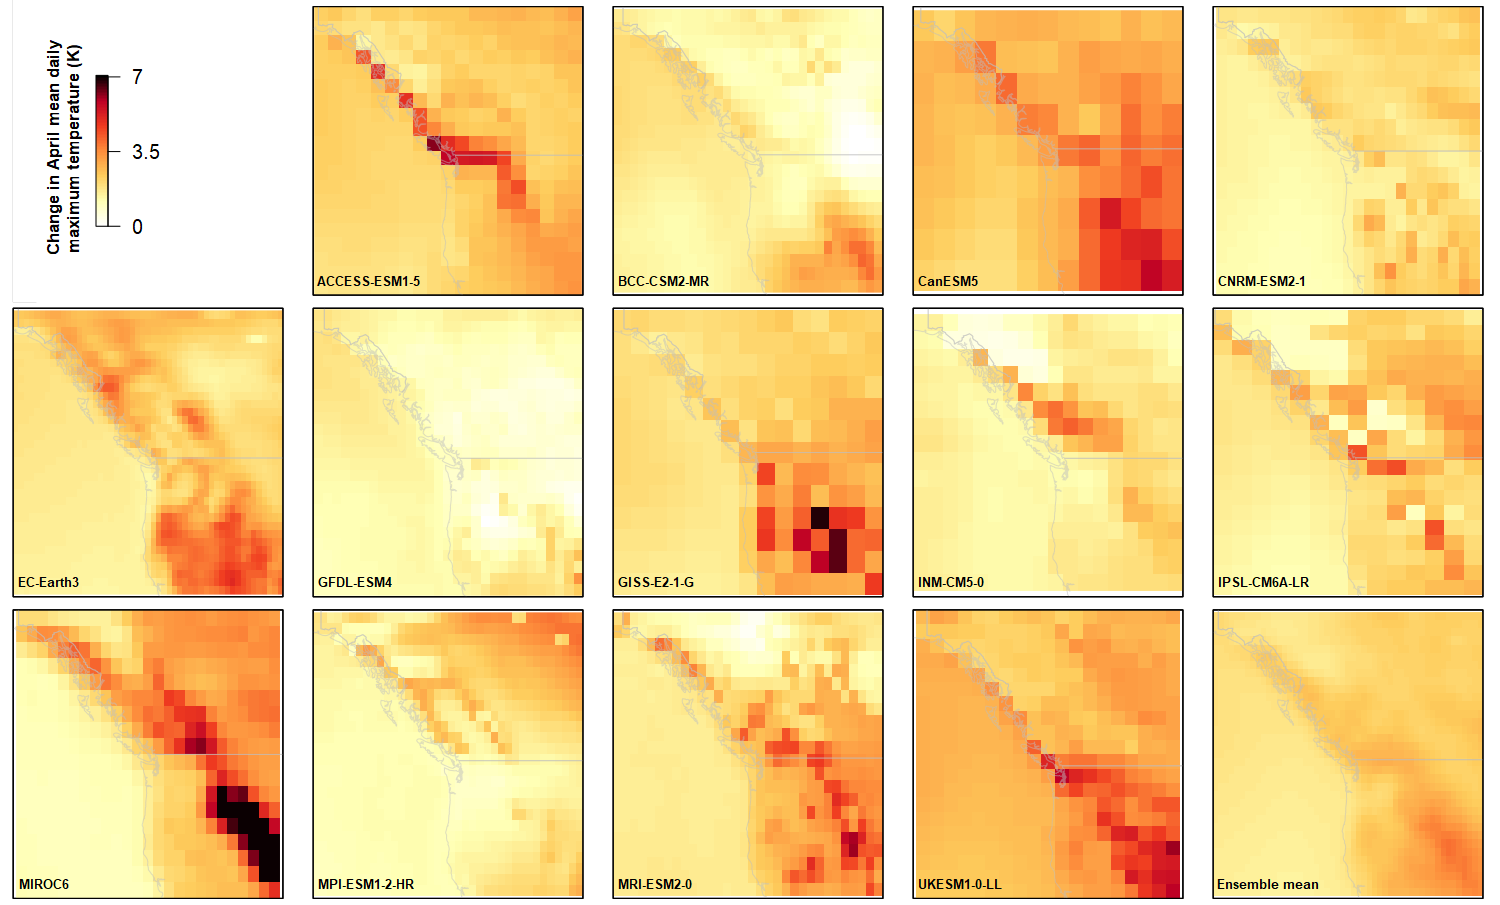 Change in April mean daily
maximum temperature (K)
7
3.5
0
ACCESS-ESM1-5
BCC-CSM2-MR
CanESM5
CNRM-ESM2-1
EC-Earth3
GFDL-ESM4
GISS-E2-1-G
INM-CM5-0
IPSL-CM6A-LR
MIROC6
MPI-ESM1-2-HR
MRI-ESM2-0
UKESM1-0-LL
Ensemble mean